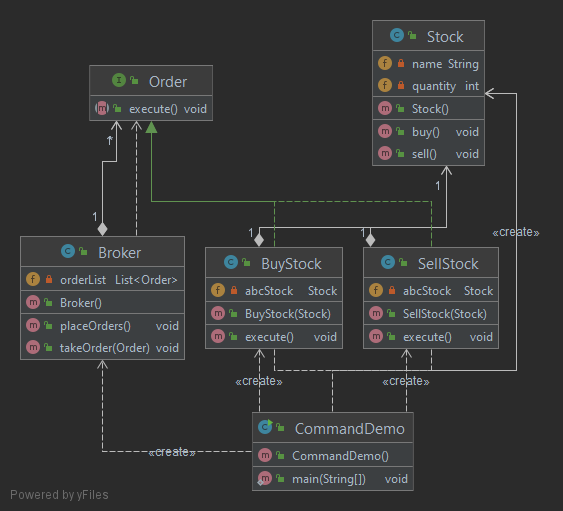 Stock
name String
quantity int
Stock()
buy() void
sell() void
Order
execute() void
1
1
Broker
orderList List<Order>
Broker()
placeOrders() void
takeOrder(Order) void
1
1
1
BuyStock
abcStock Stock
BuyStock(Stock)
execute() void
SellStock
abcStock Stock
SellStock(Stock)
execute() void
«create»
«create»
«create»
«create»
CommandDemo
CommandDemo()
main(String[]) void
Powered by yFiles